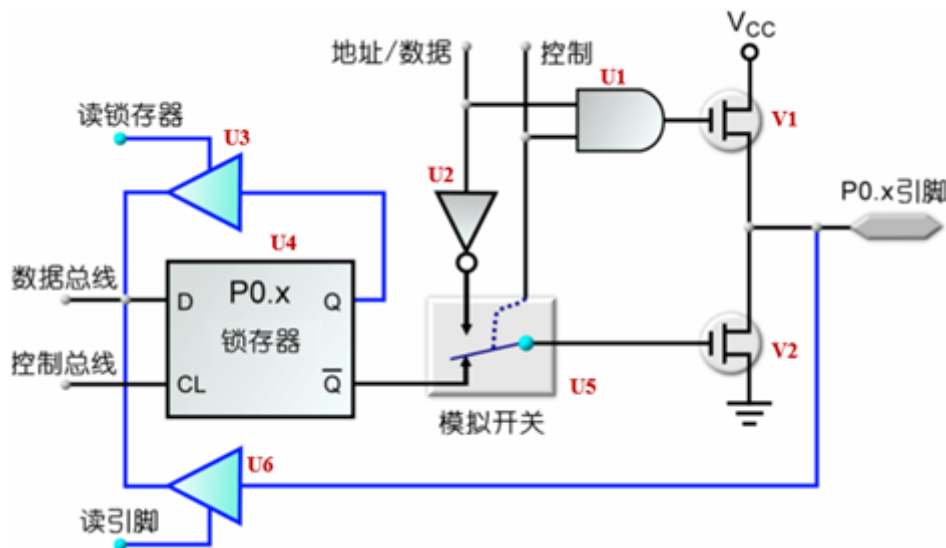 V_CC
地址/数据
控制
U1
V1
读锁存器
U3
U2
P0.x引脚
U4
数据总线
D
P0.x
Q
锁存器
V2
控制总线
CL
Q̅
U5
模拟开关
U6
读引脚